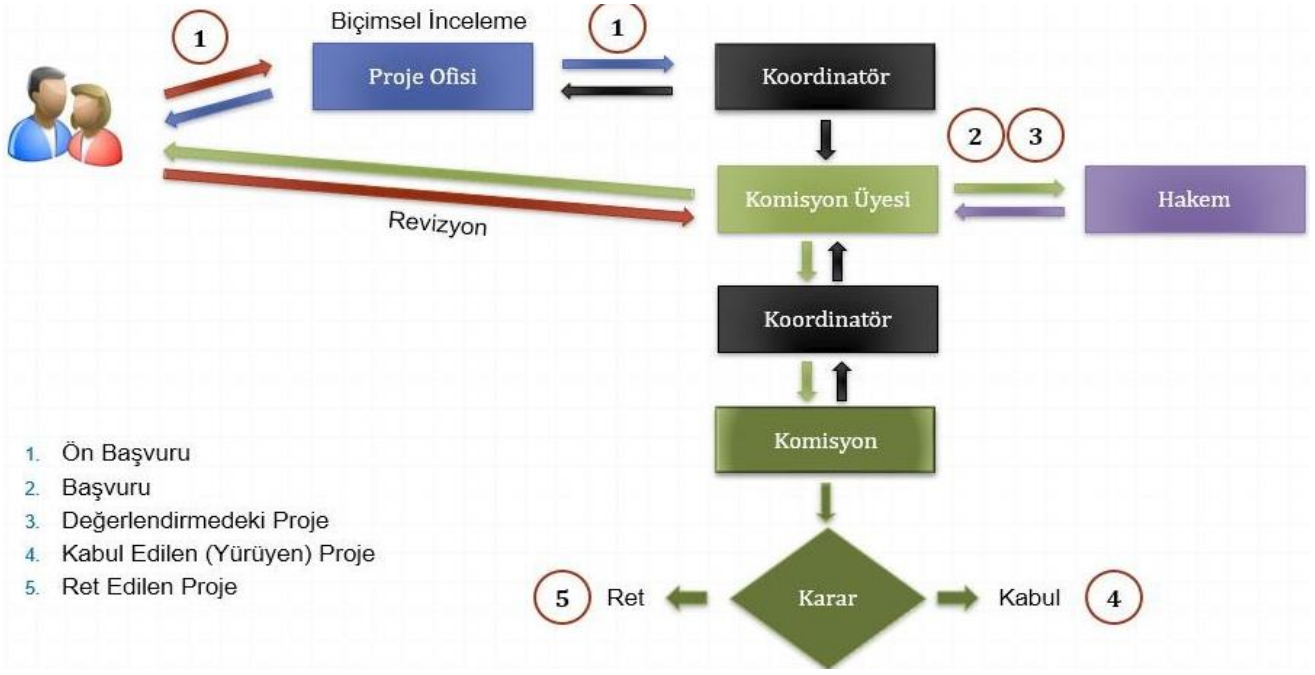 Biçimsel İnceleme
1
1
Proje Ofisi
Koordinatör
2
3
Komisyon Üyesi
Hakem
Revizyon
Koordinatör
Komisyon
1. Ön Başvuru
2. Başvuru
3. Değerlendirmedeki Proje
4. Kabul Edilen (Yürüyen) Proje
5. Ret Edilen Proje
5
Ret
Karar
Kabul
4